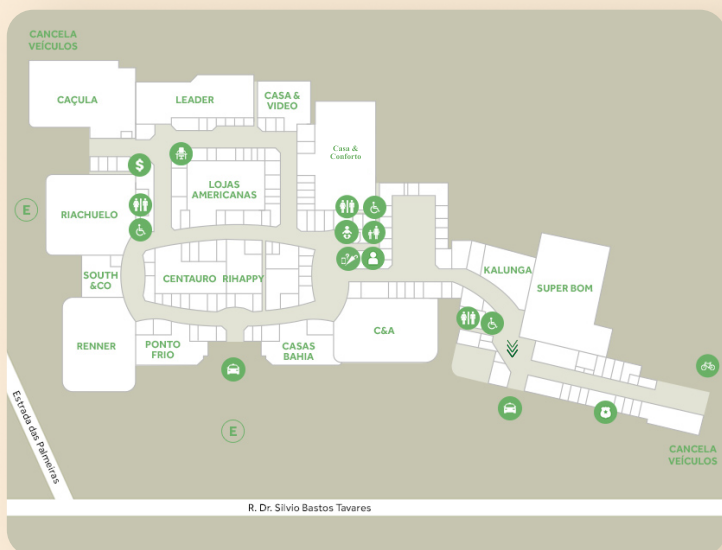 CANCELA
VEÍCULOS
CAÇULA
LEADER
CASA &
VIDEO
Casa &
Conforto
$
LOJAS
AMERICANAS
E
RIACHUELO
SOUTH
&CO
CENTAURO
RIHAPPY
KALUNGA
SUPER BOM
RENNER
PONTO
FRIO
CASAS
BAHIA
C&A
E
Estrada das Palmeiras
CANCELA
VEÍCULOS
R. Dr. Silvio Bastos Tavares